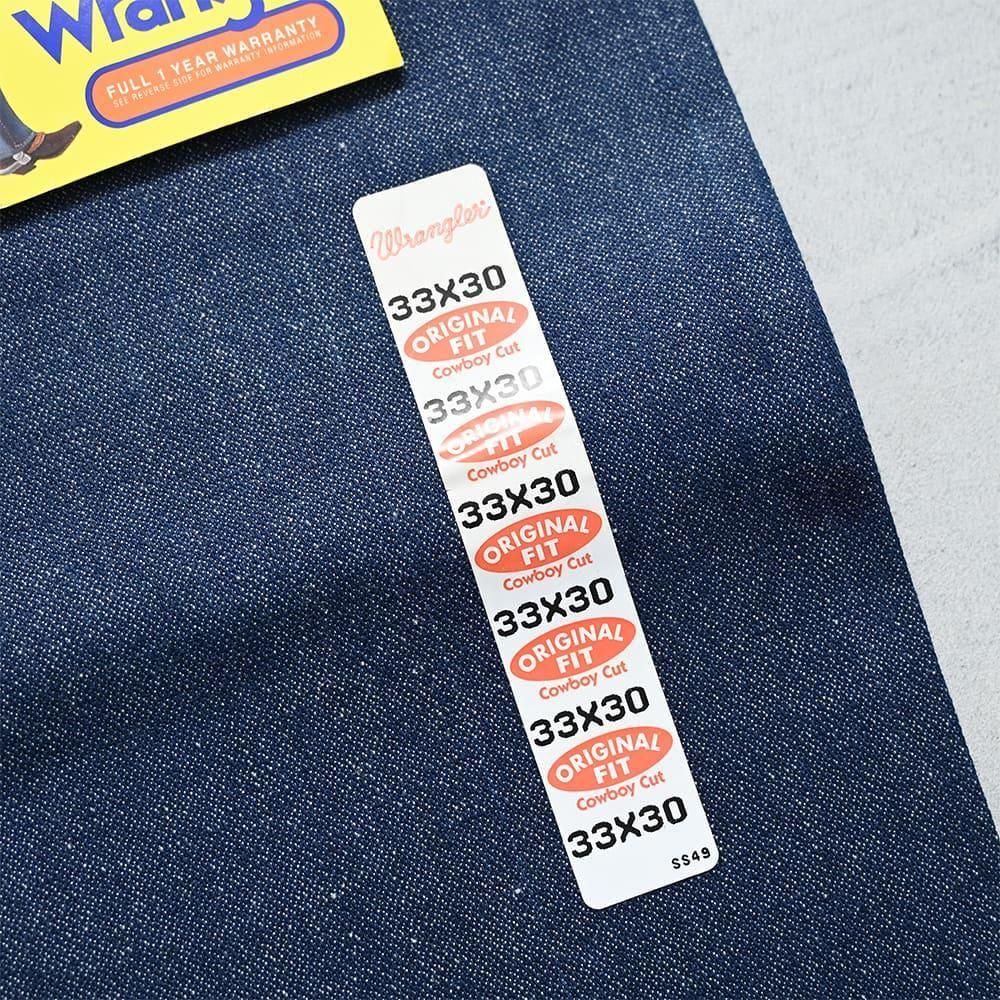 Wrang
FULL 1 YEAR WARRANTY
SEE REVERSE SIDE FOR WARRANTY INFORMATION
Wrangler
33X30
ORIGINAL
FIT
Cowboy Cut
33X30
ORIGINAL
FIT
Cowboy Cut
33X30
ORIGINAL
FIT
Cowboy Cut
33X30
ORIGINAL
FIT
Cowboy Cut
33X30
ORIGINAL
FIT
Cowboy Cut
33X30
SS49